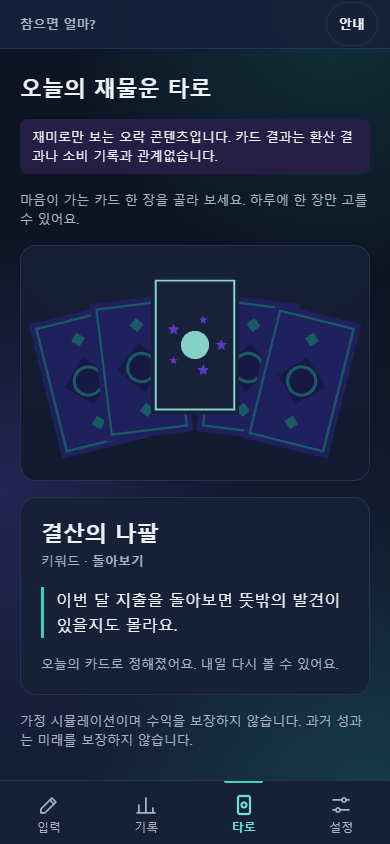 참으면 얼마?
안내
오늘의 재물운 타로
재미로만 보는 오락 콘텐츠입니다. 카드 결과는 환산 결
과나 소비 기록과 관계없습니다.
마음이 가는 카드 한 장을 골라 보세요. 하루에 한 장만 고를
수 있어요.
결산의 나팔
키워드 · 돌아보기
이번 달 지출을 돌아보면 뜻밖의 발견이
있을지도 몰라요.
오늘의 카드로 정해졌어요. 내일 다시 볼 수 있어요.
가정 시뮬레이션이며 수익을 보장하지 않습니다. 과거 성과
는 미래를 보장하지 않습니다.
입력
기록
타로
설정